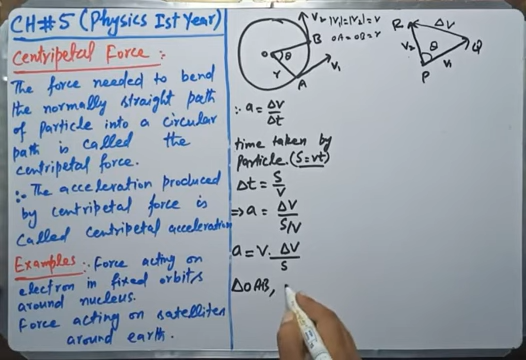 CH#5 (Physics Ist Year)
Centripetal Force :-
The force needed to bend
the normally straight path
of particle into a circular
path is called the
centripetal force.
∴ The acceleration produced
by centripetal force is
Called centripetal acceleration
Examples :- Force acting on
electron in fixed orbits
around nucleus.
Force acting on satellites
around earth.
V₂ |V₁|=|V₂|=V
B OA=OB=r
O θ
r
A V₁
R ΔV
V₂ θ Q
P V₁
∵ a = ΔV/Δt
time taken by
Particle. (S=vt)
Δt = S/V
⇒ a = ΔV/S/V
a = V. ΔV/S
ΔOAB,